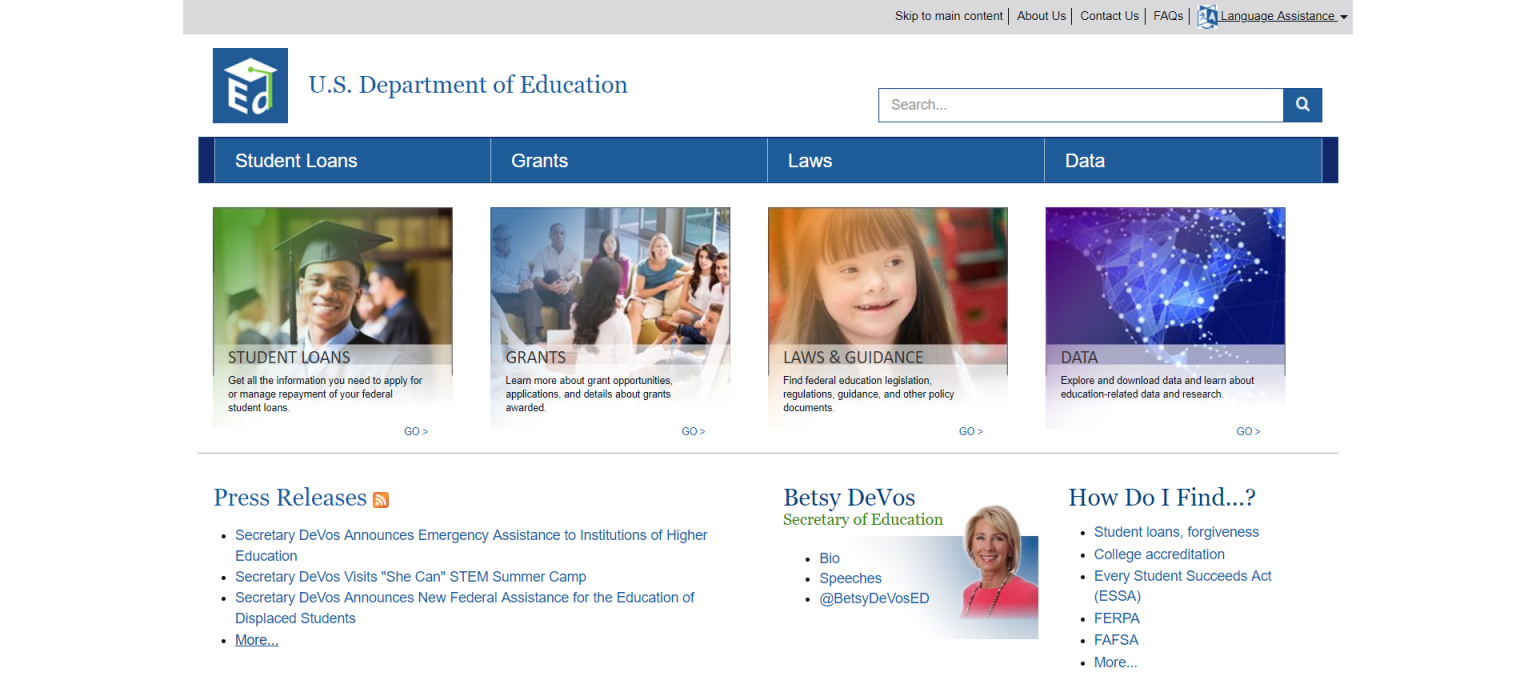 Skip to main content
About Us
Contact Us
FAQs
A Language Assistance
Ed
U.S. Department of Education
Search...
Student Loans
Grants
Laws
Data
STUDENT LOANS
Get all the information you need to apply for
or manage repayment of your federal
student loans.
GO >
GRANTS
Learn more about grant opportunities,
applications, and details about grants
awarded.
GO >
LAWS & GUIDANCE
Find federal education legislation,
regulations, guidance, and other policy
documents.
GO >
DATA
Explore and download data and learn about
education-related data and research.
GO >
Press Releases
Secretary DeVos Announces Emergency Assistance to Institutions of Higher
Education
Secretary DeVos Visits "She Can" STEM Summer Camp
Secretary DeVos Announces New Federal Assistance for the Education of
Displaced Students
More...
Betsy DeVos
Secretary of Education
Bio
Speeches
@BetsyDeVosED
How Do I Find...?
Student loans, forgiveness
College accreditation
Every Student Succeeds Act
(ESSA)
FERPA
FAFSA
More...